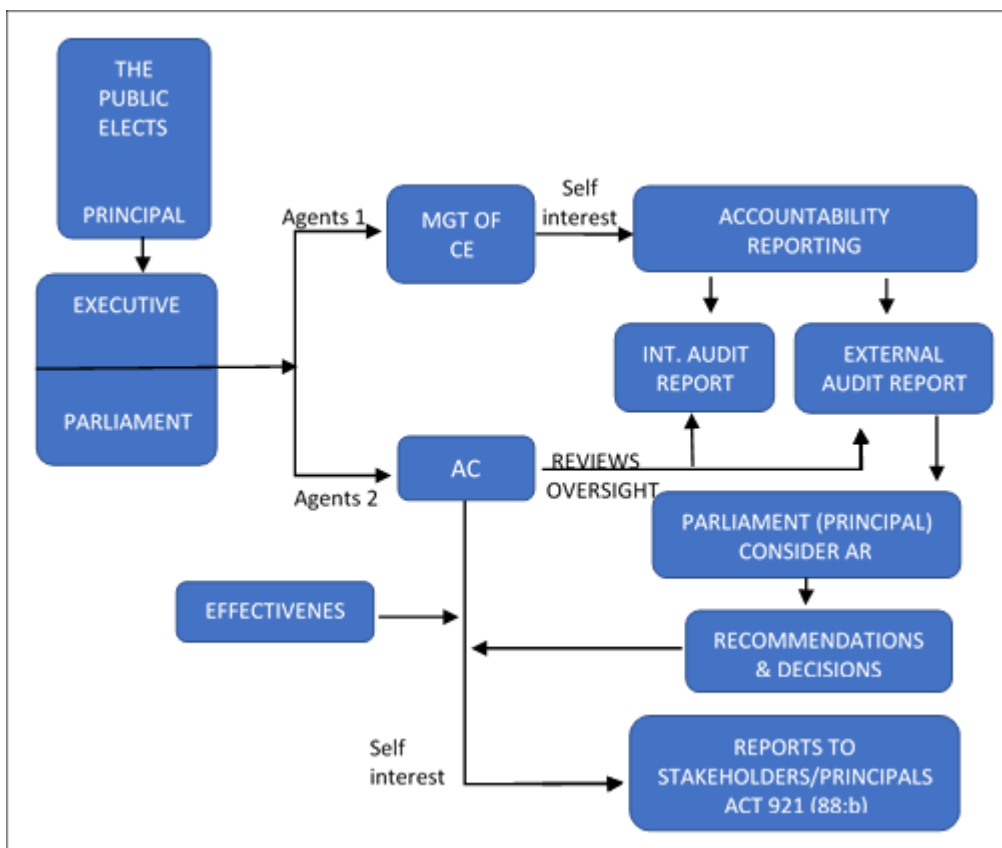 THE
PUBLIC
ELECTS
PRINCIPAL
EXECUTIVE
PARLIAMENT
Agents 1
MGT OF
CE
Self
interest
ACCOUNTABILITY
REPORTING
INT. AUDIT
REPORT
EXTERNAL
AUDIT REPORT
Agents 2
AC
REVIEWS
OVERSIGHT
PARLIAMENT (PRINCIPAL)
CONSIDER AR
EFFECTIVENES
RECOMMENDATIONS
& DECISIONS
Self
interest
REPORTS TO
STAKEHOLDERS/PRINCIPALS
ACT 921 (88:b)